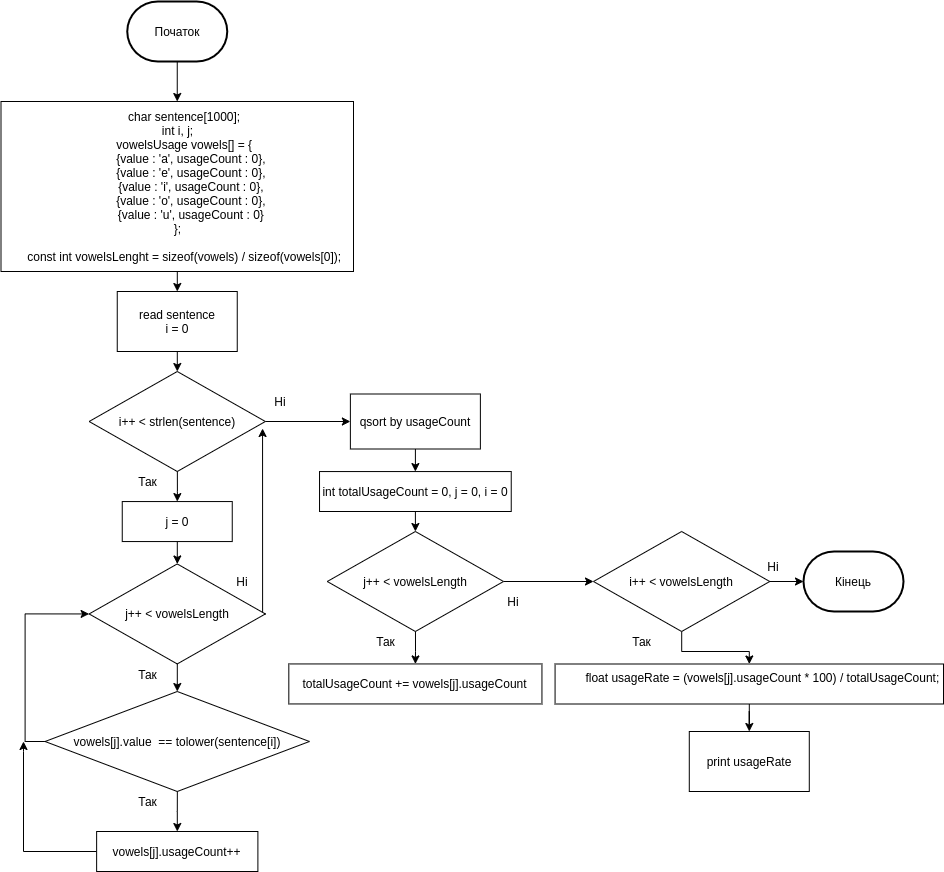 Початок
char sentence[1000];
int i, j;
vowelsUsage vowels[] = {
{value : 'a', usageCount : 0},
{value : 'e', usageCount : 0},
{value : 'i', usageCount : 0},
{value : 'o', usageCount : 0},
{value : 'u', usageCount : 0}
};
const int vowelsLenght = sizeof(vowels) / sizeof(vowels[0]);
read sentence
i = 0
i++ < strlen(sentence)
Ні
Так
j = 0
j++ < vowelsLength
Ні
Так
vowels[j].value == tolower(sentence[i])
Так
vowels[j].usageCount++
qsort by usageCount
int totalUsageCount = 0, j = 0, i = 0
j++ < vowelsLength
Ні
Так
totalUsageCount += vowels[j].usageCount
i++ < vowelsLength
Ні
Так
Кінець
float usageRate = (vowels[j].usageCount * 100) / totalUsageCount;
print usageRate